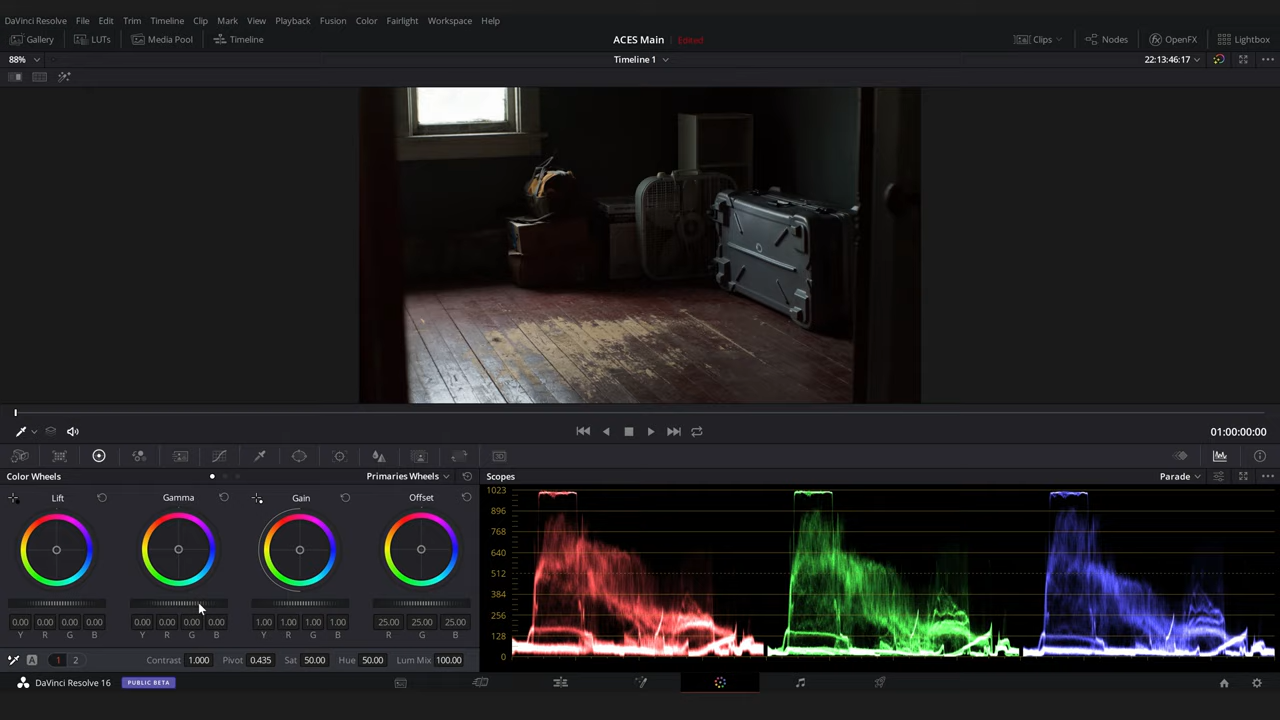 DaVinci Resolve File Edit Trim Timeline Clip Mark View Playback Fusion Color Fairlight Workspace Help
Gallery LUTs Media Pool Timeline ACES Main Edited Clips Nodes OpenFX Lightbox
88% Timeline 1 22:13:46:17
01:00:00:00
Color Wheels Primaries Wheels Scopes Parade
Lift Gamma Gain Offset
1023
896
768
640
512
384
256
128
0
0.00 0.00 0.00 0.00 0.00 0.00 0.00 0.00 1.00 1.00 1.00 1.00 25.00 25.00 25.00
Y R G B Y R G B Y R G B R G B
A 1 2 Contrast 1.000 Pivot 0.435 Sat 50.00 Hue 50.00 Lum Mix 100.00
DaVinci Resolve 16 PUBLIC BETA